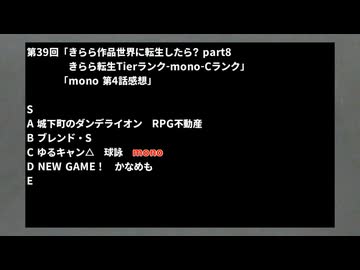 第39回「きらら作品世界に転生したら？ part8
きらら転生Tierランク-mono-Cランク」
「mono 第4話感想」
S
A 城下町のダンデライオン　RPG不動産
B ブレンド・S
C ゆるキャン△　球詠　mono
D NEW GAME！　かなめも
E